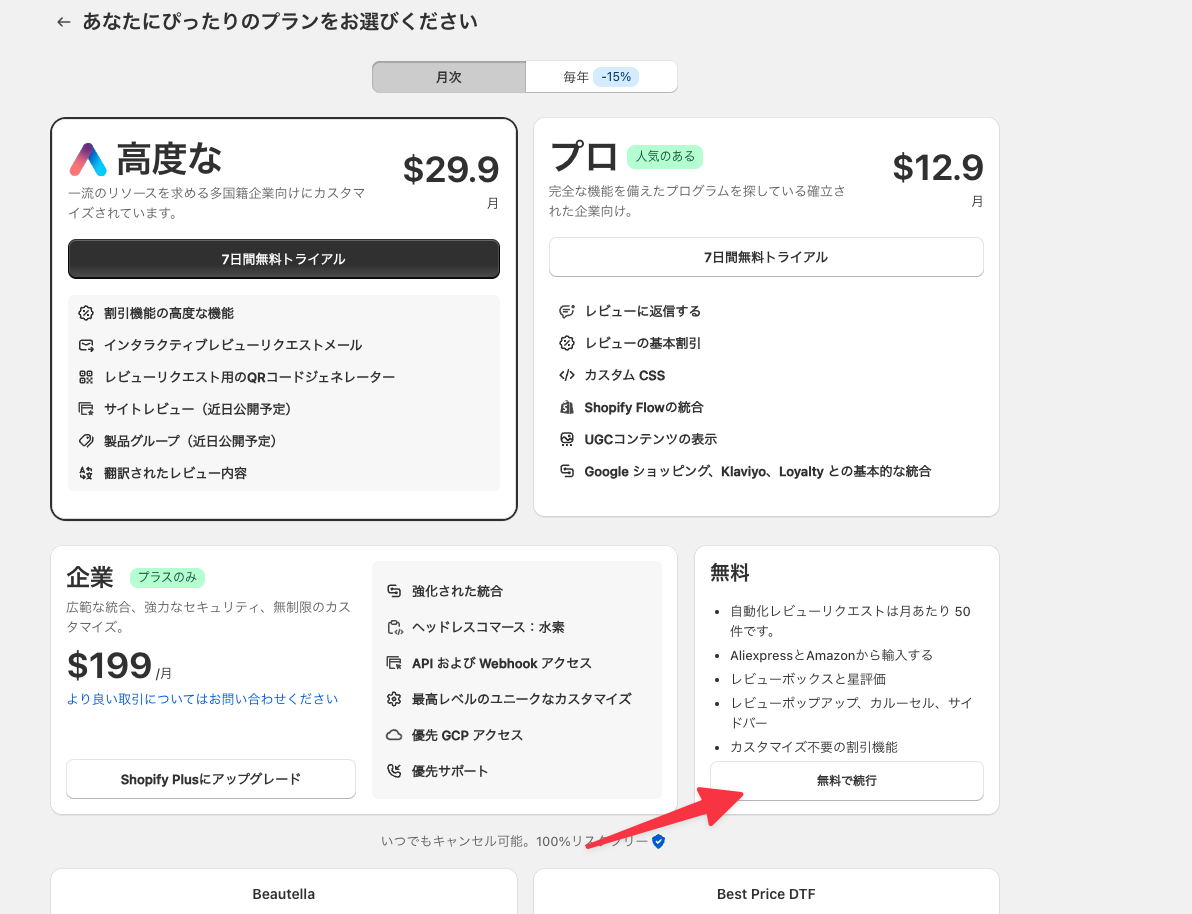 あなたにぴったりのプランをお選びください
月次
毎年 -15%
高度な
$29.9
月
一流のリソースを求める多国籍企業向けにカスタマ
イズされています。
7日間無料トライアル
割引機能の高度な機能
インタラクティブレビューリクエストメール
レビューリクエスト用のQRコードジェネレーター
サイトレビュー（近日公開予定）
製品グループ（近日公開予定）
翻訳されたレビュー内容
プロ 人気のある
$12.9
月
完全な機能を備えたプログラムを探している確立さ
れた企業向け。
7日間無料トライアル
レビューに返信する
レビューの基本割引
カスタム CSS
Shopify Flowの統合
UGCコンテンツの表示
Google ショッピング、Klaviyo、Loyalty との基本的な統合
企業 プラスのみ
広範な統合、強力なセキュリティ、無制限のカス
タマイズ。
$199 /月
より良い取引についてはお問い合わせください
Shopify Plusにアップグレード
強化された統合
ヘッドレスコマース：水素
API および Webhook アクセス
最高レベルのユニークなカスタマイズ
優先 GCP アクセス
優先サポート
無料
自動化レビューリクエストは月あたり 50
件です。
AliexpressとAmazonから輸入する
レビューボックスと星評価
レビューポップアップ、カルーセル、サイ
ドバー
カスタマイズ不要の割引機能
無料で続行
いつでもキャンセル可能。100%リスクフリー
Beautella
Best Price DTF